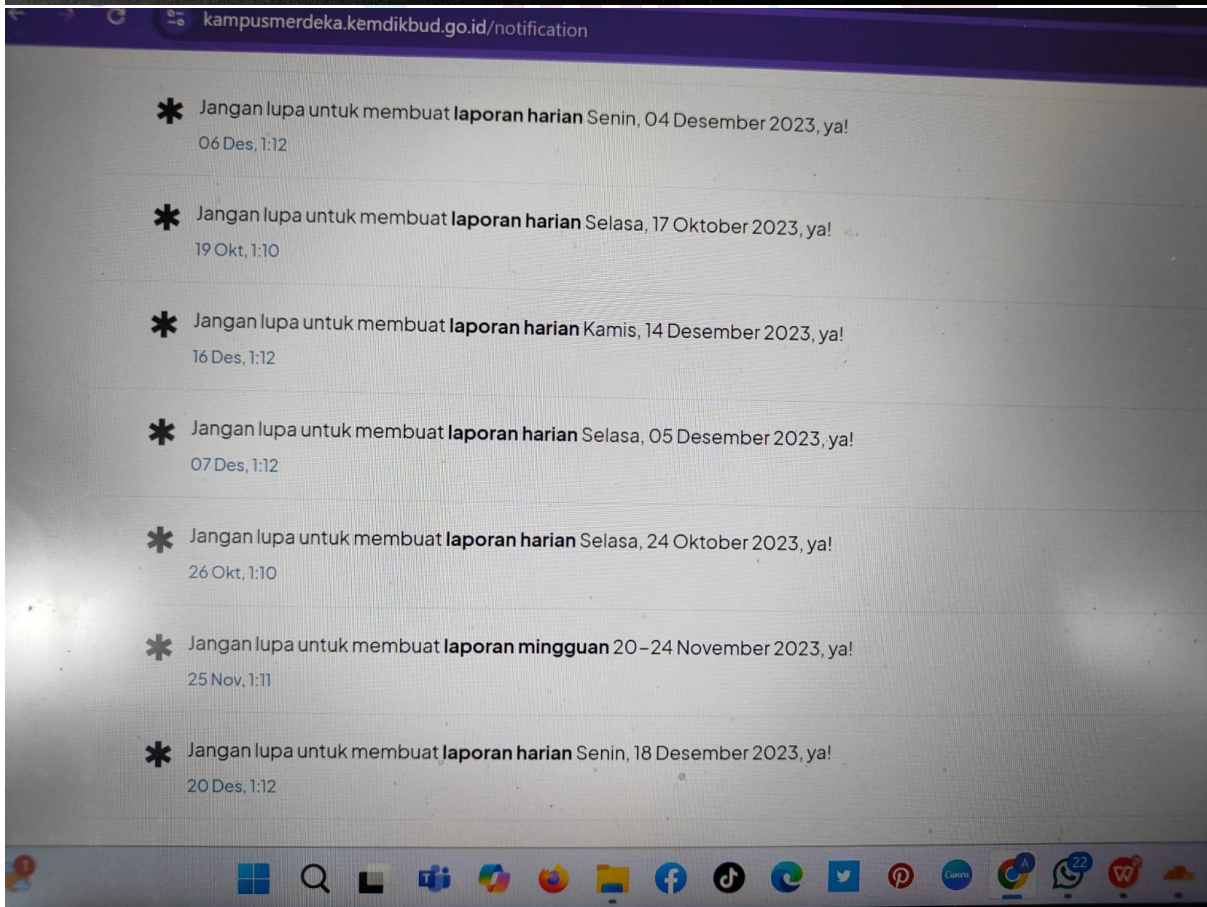 kampusmerdeka.kemdikbud.go.id/notification
Jangan lupa untuk membuat laporan harian Senin, 04 Desember 2023, ya!
06 Des, 1:12
Jangan lupa untuk membuat laporan harian Selasa, 17 Oktober 2023, ya!
19 Okt, 1:10
Jangan lupa untuk membuat laporan harian Kamis, 14 Desember 2023, ya!
16 Des, 1:12
Jangan lupa untuk membuat laporan harian Selasa, 05 Desember 2023, ya!
07 Des, 1:12
Jangan lupa untuk membuat laporan harian Selasa, 24 Oktober 2023, ya!
26 Okt, 1:10
Jangan lupa untuk membuat laporan mingguan 20–24 November 2023, ya!
25 Nov, 1:11
Jangan lupa untuk membuat laporan harian Senin, 18 Desember 2023, ya!
20 Des, 1:12
1
Canva
A
22